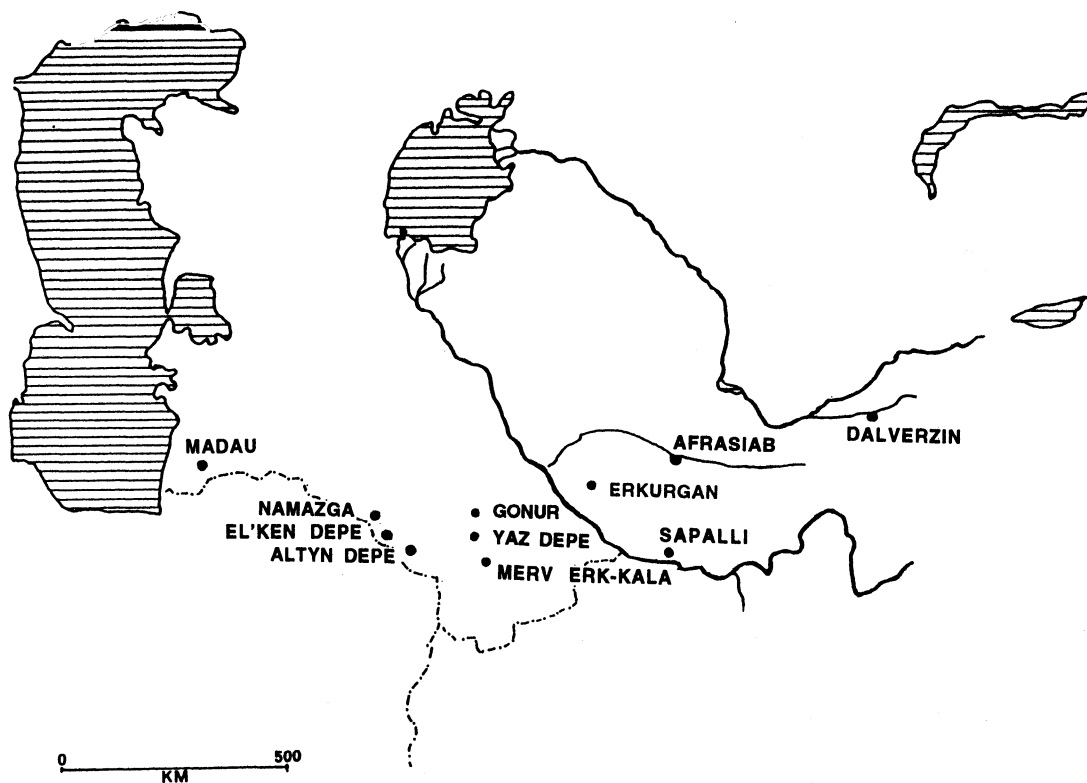 MADAU
AFRASIAB
DALVERZIN
ERKURGAN
NAMAZGA
GONUR
EL'KEN DEPE
YAZ DEPE
SAPALLI
ALTYN DEPE
MERV ERK-KALA
0 500
KM